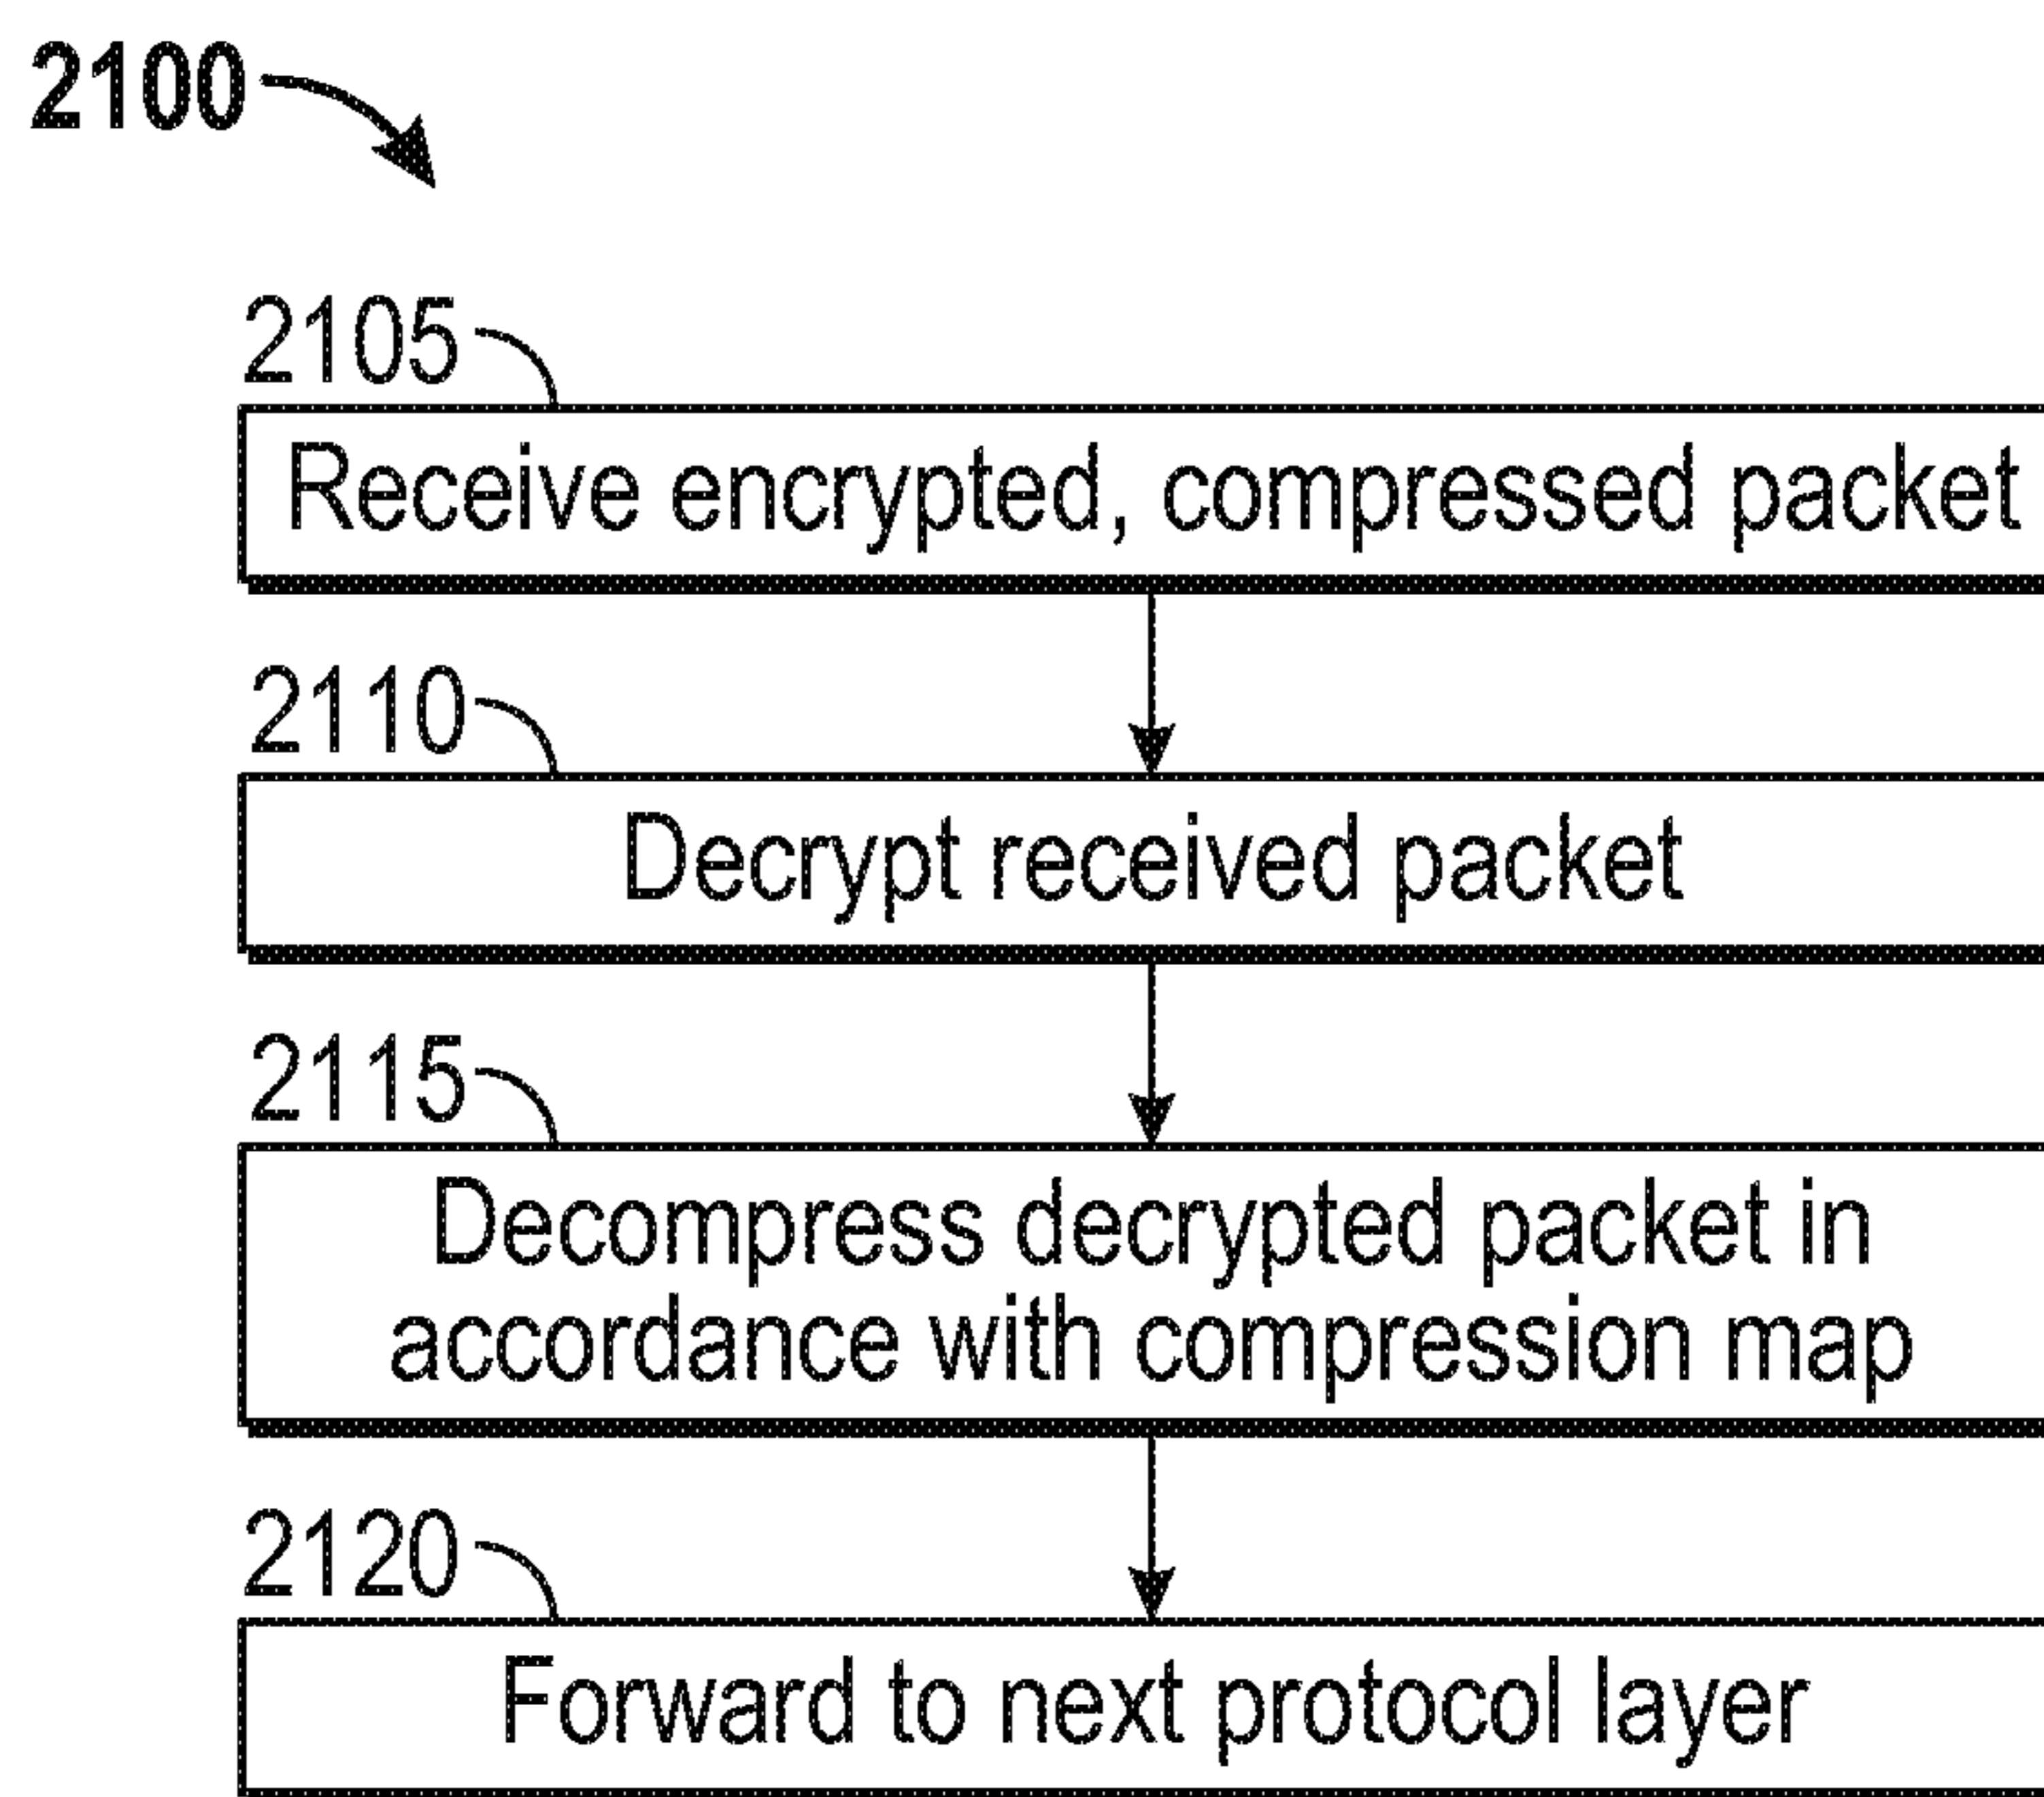 2100
2105
Receive encrypted, compressed packet
2110
Decrypt received packet
2115
Decompress decrypted packet in
accordance with compression map
2120
Forward to next protocol layer